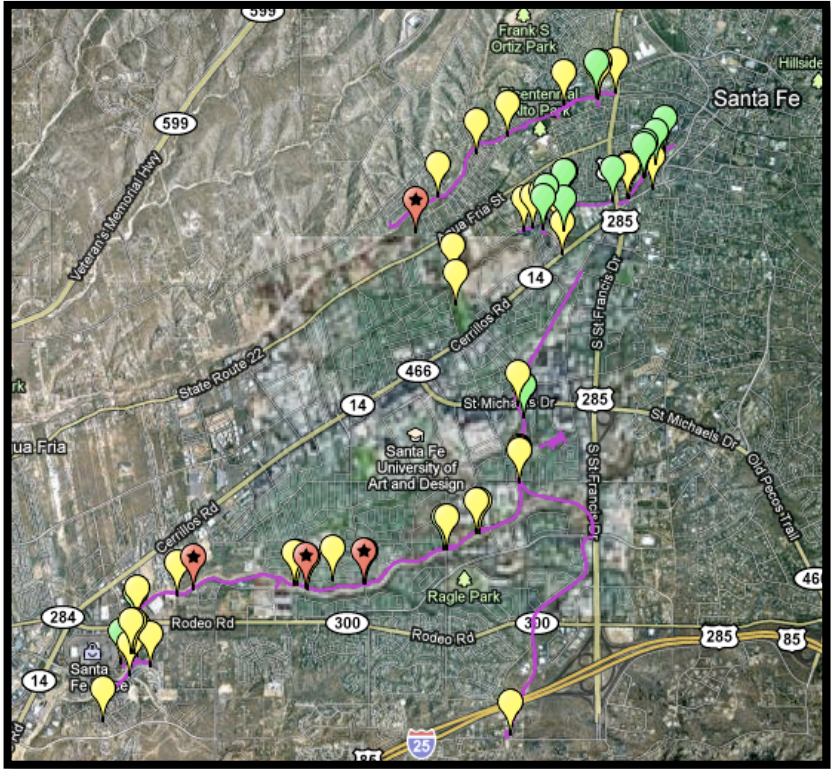 599
Frank S
Ortiz Park
Hillside
Santa Fe
599
Bicentennial
Alto Park
Veteran's Memorial Hwy
Agua Fria St
285
14
S St Francis Dr
Cerrillos Rd
State Route 22
466
14
St Michaels Dr
285
St Michaels Dr
ua Fria
rk
Santa Fe
University of
Art and Design
S St Francis Dr
Old Pecos Trail
Cerrillos Rd
466
Ragle Park
284
Rodeo Rd
300
Rodeo Rd
300
285
85
Santa
Fe
14
Rd
25
85